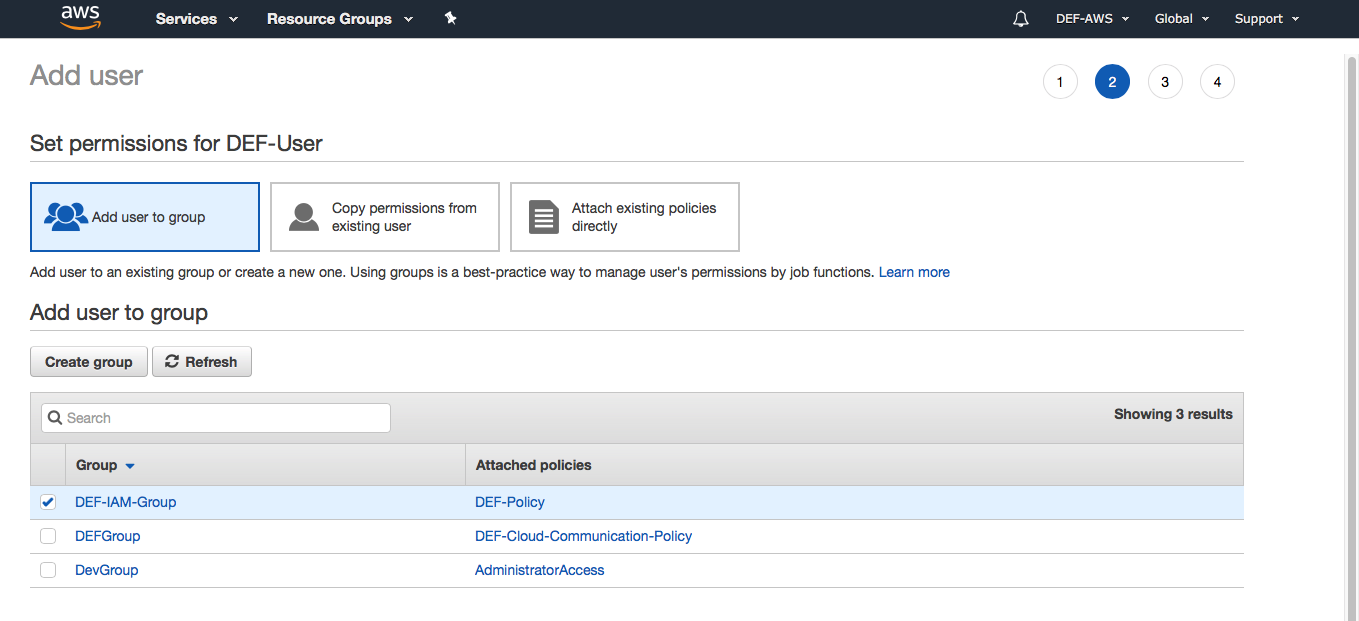 aws Services Resource Groups DEF-AWS Global Support
Add user
1 2 3 4
Set permissions for DEF-User
Add user to group
Copy permissions from
existing user
Attach existing policies
directly
Add user to an existing group or create a new one. Using groups is a best-practice way to manage user's permissions by job functions. Learn more
Add user to group
Create group Refresh
Search
Showing 3 results
Group Attached policies
DEF-IAM-Group DEF-Policy
DEFGroup DEF-Cloud-Communication-Policy
DevGroup AdministratorAccess